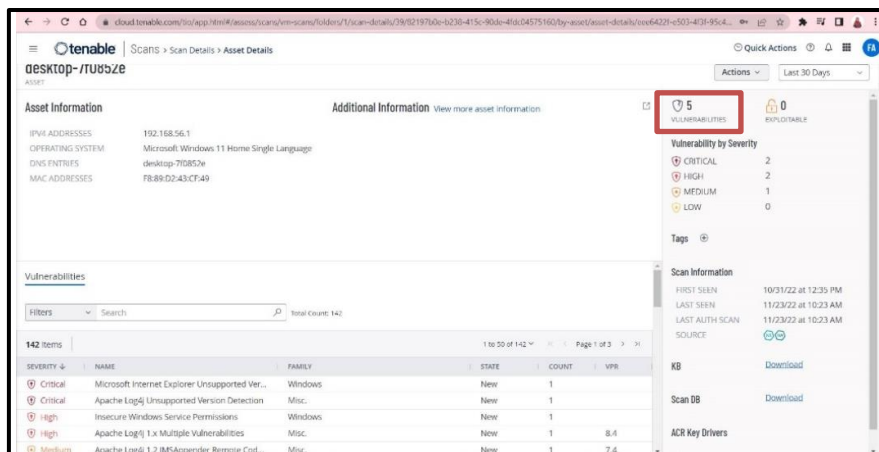 cloud.tenable.com/tio/app.html#/assess/scans/vm-scans/folders/1/scan-details/39/82197b0e-b238-415c-90de-4fdc04575160/by-asset/asset-details/eee6422f-e503-4f3f-95c4...
tenable Scans > Scan Details > Asset Details Quick Actions FA
desktop-7f0852e
ASSET
Actions Last 30 Days
Asset Information Additional Information View more asset information
5 0
VULNERABILITIES EXPLOITABLE
IPV4 ADDRESSES 192.168.56.1
OPERATING SYSTEM Microsoft Windows 11 Home Single Language
DNS ENTRIES desktop-7f0852e
MAC ADDRESSES F8:89:D2:43:CF:49
Vulnerability by Severity
CRITICAL 2
HIGH 2
MEDIUM 1
LOW 0
Tags
Vulnerabilities
Filters Search Total Count: 142
142 Items 1 to 50 of 142 Page 1 of 3
SEVERITY NAME FAMILY STATE COUNT VPR
Critical Microsoft Internet Explorer Unsupported Ver... Windows New 1
Critical Apache Log4j Unsupported Version Detection Misc. New 1
High Insecure Windows Service Permissions Windows New 1
High Apache Log4j 1.x Multiple Vulnerabilities Misc. New 1 8.4
Medium Apache Log4j 1.2 JMSAppender Remote Cod... Misc. New 1 7.4
Scan Information
FIRST SEEN 10/31/22 at 12:35 PM
LAST SEEN 11/23/22 at 10:23 AM
LAST AUTH SCAN 11/23/22 at 10:23 AM
SOURCE
KB Download
Scan DB Download
ACR Key Drivers